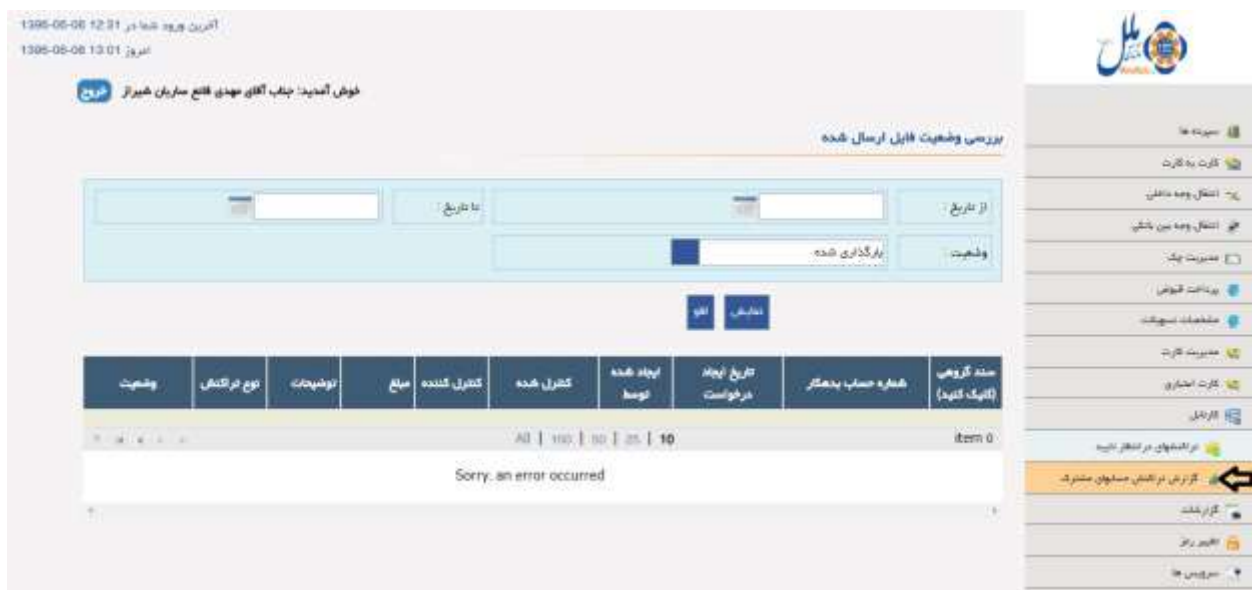 آخرین ورود شما در 12:31 1396-06-06
امروز 13:01 1396-06-06
خوش آمدید: جناب آقای مهدی قانع ساریان شیراز
خروج
ملل
بررسی وضعیت فایل ارسال شده
از تاریخ :
تا تاریخ :
وضعیت :
بارگذاری شده
نمایش
لغو
سند گروهی (کلیک کنید)
شماره حساب بدهکار
تاریخ ایجاد درخواست
ایجاد شده توسط
کنترل شده
کنترل کننده
مبلغ
توضیحات
نوع تراکنش
وضعیت
item 0
All | 100 | 50 | 25 | 10
Sorry, an error occurred
سپرده ها
کارت به کارت
انتقال وجه داخلی
انتقال وجه بین بانکی
مدیریت چک
پرداخت قبوض
مشخصات تسهیلات
مدیریت کارت
کارت اعتباری
کارتابل
تراکنشهای در انتظار تایید
گزارش تراکنش حسابهای مشترک
گزارشات
تغییر رمز
سرویس ها